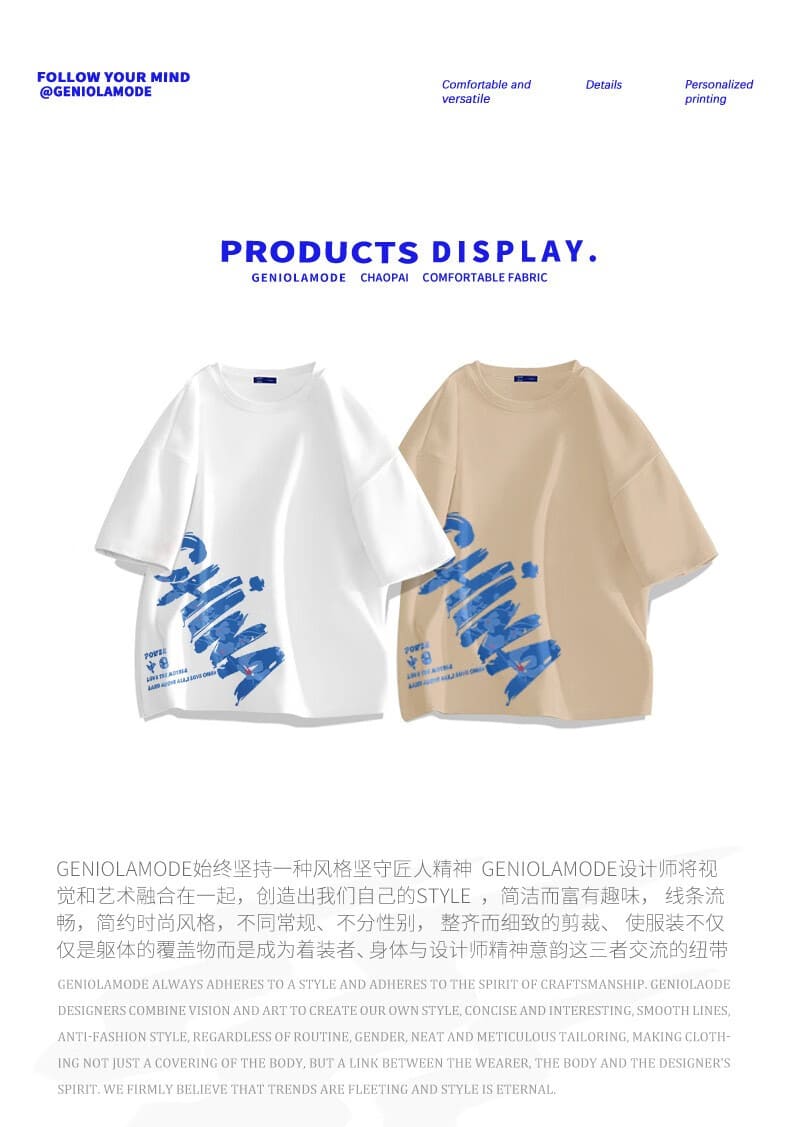 FOLLOW YOUR MIND
@GENIOLAMODE
Comfortable and
versatile
Details
Personalized
printing
PRODUCTS DISPLAY.
GENIOLAMODE CHAOPAI COMFORTABLE FABRIC
CHINA
POWER
LOVE THE MOTHER
CHINA
POWER
LOVE THE MOTHER
GENIOLAMODE始终坚持一种风格坚守匠人精神 GENIOLAMODE设计师将视
觉和艺术融合在一起，创造出我们自己的STYLE ，简洁而富有趣味， 线条流
畅，简约时尚风格，不同常规、不分性别， 整齐而细致的剪裁、 使服装不仅
仅是躯体的覆盖物而是成为着装者、身体与设计师精神意韵这三者交流的纽带
GENIOLAMODE ALWAYS ADHERES TO A STYLE AND ADHERES TO THE SPIRIT OF CRAFTSMANSHIP. GENIOLAODE
DESIGNERS COMBINE VISION AND ART TO CREATE OUR OWN STYLE, CONCISE AND INTERESTING, SMOOTH LINES,
ANTI-FASHION STYLE, REGARDLESS OF ROUTINE, GENDER, NEAT AND METICULOUS TAILORING, MAKING CLOTH-
ING NOT JUST A COVERING OF THE BODY, BUT A LINK BETWEEN THE WEARER, THE BODY AND THE DESIGNER'S
SPIRIT. WE FIRMLY BELIEVE THAT TRENDS ARE FLEETING AND STYLE IS ETERNAL.